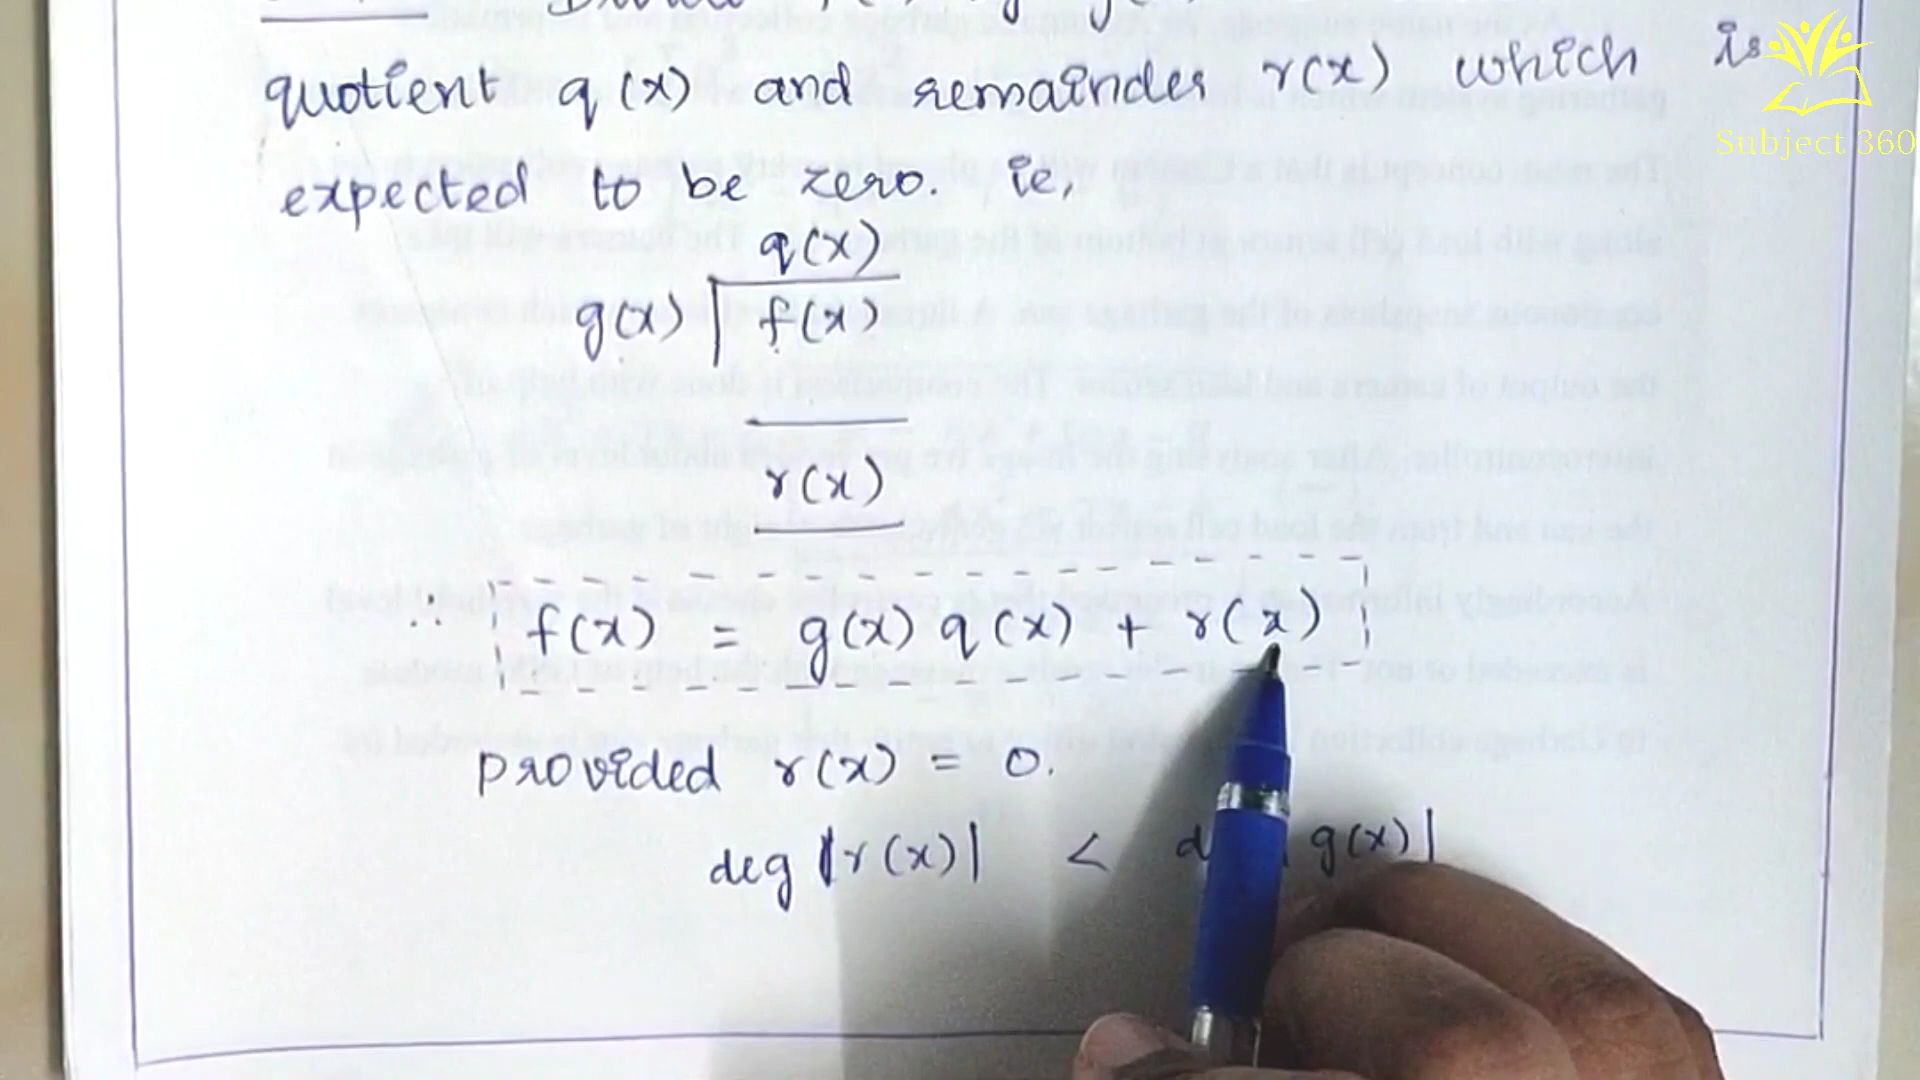 quotient q(x) and remainder r(x) which is
expected to be zero. ie,
q(x)
g(x) f(x)
r(x)
∴ f(x) = g(x) q(x) + r(x)
provided r(x) = 0.
deg |r(x)| < g(x)|
Subject 360